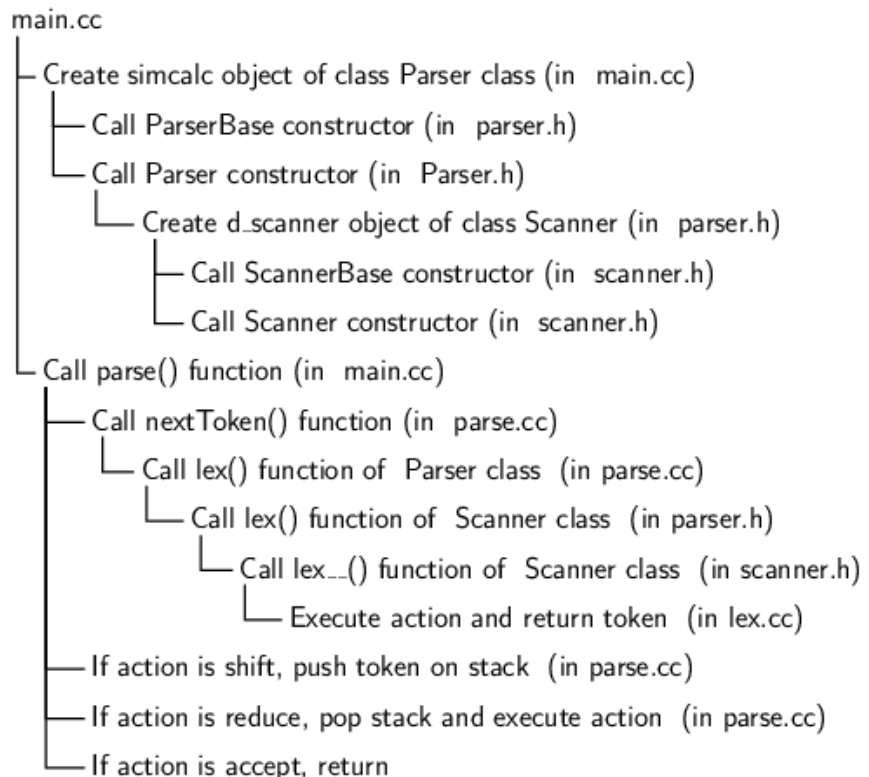 main.cc
Create simcalc object of class Parser class (in main.cc)
Call ParserBase constructor (in parser.h)
Call Parser constructor (in Parser.h)
Create d_scanner object of class Scanner (in parser.h)
Call ScannerBase constructor (in scanner.h)
Call Scanner constructor (in scanner.h)
Call parse() function (in main.cc)
Call nextToken() function (in parse.cc)
Call lex() function of Parser class (in parse.cc)
Call lex() function of Scanner class (in parser.h)
Call lex__() function of Scanner class (in scanner.h)
Execute action and return token (in lex.cc)
If action is shift, push token on stack (in parse.cc)
If action is reduce, pop stack and execute action (in parse.cc)
If action is accept, return